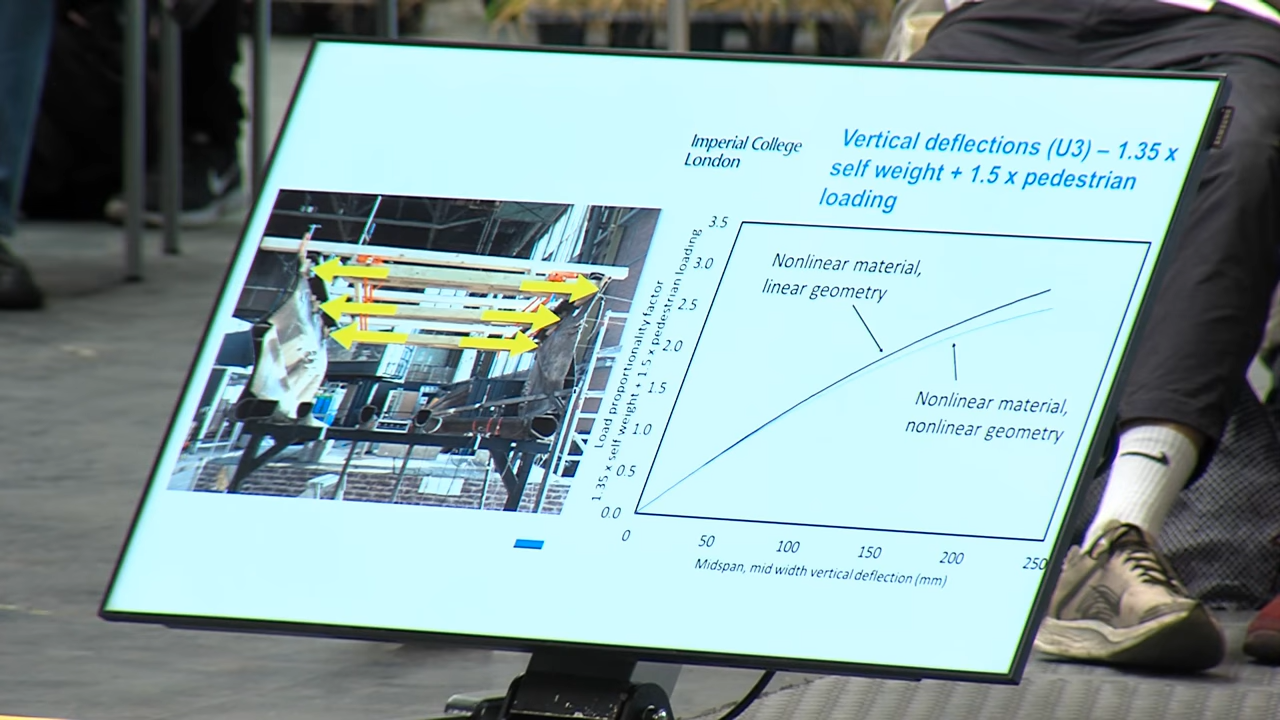 Imperial College
London
Vertical deflections (U3) – 1.35 x
self weight + 1.5 x pedestrian
loading
Load proportionality factor
1.35 x self weight + 1.5 x pedestrian loading
3.5
3.0
2.5
2.0
1.5
1.0
0.5
0.0
Nonlinear material,
linear geometry
Nonlinear material,
nonlinear geometry
0
50
100
150
200
250
Midspan, mid width vertical deflection (mm)